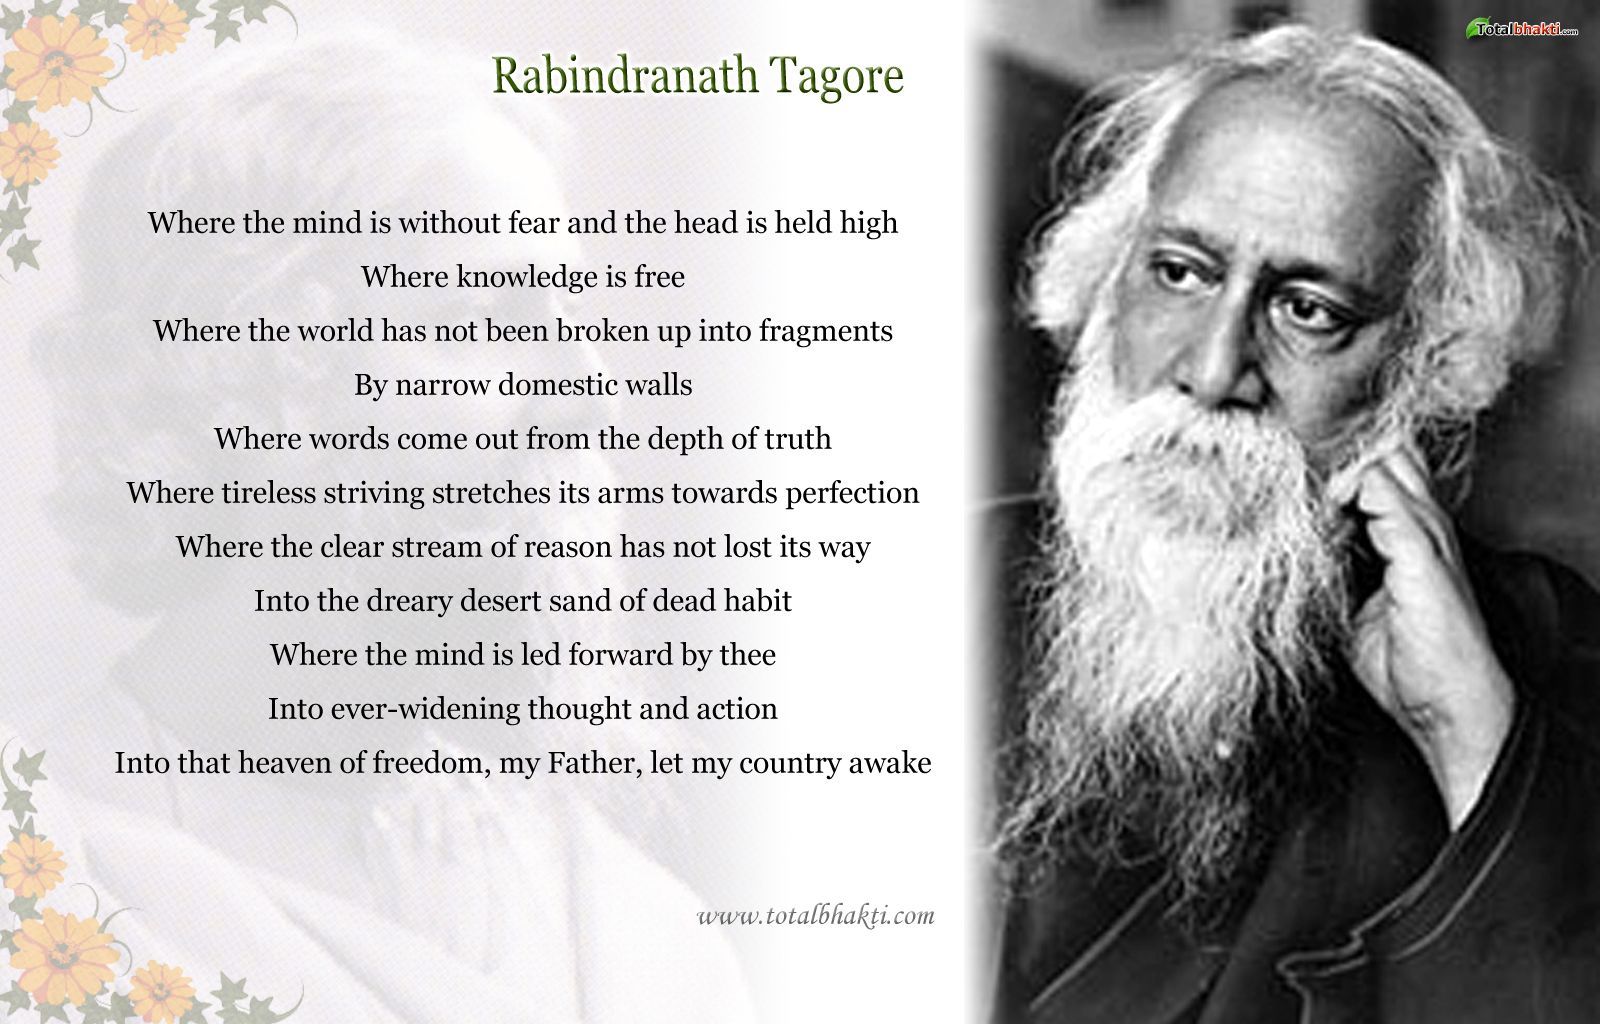 Totalbhakti.com
Rabindranath Tagore
Where the mind is without fear and the head is held high
Where knowledge is free
Where the world has not been broken up into fragments
By narrow domestic walls
Where words come out from the depth of truth
Where tireless striving stretches its arms towards perfection
Where the clear stream of reason has not lost its way
Into the dreary desert sand of dead habit
Where the mind is led forward by thee
Into ever-widening thought and action
Into that heaven of freedom, my Father, let my country awake
www.totalbhakti.com